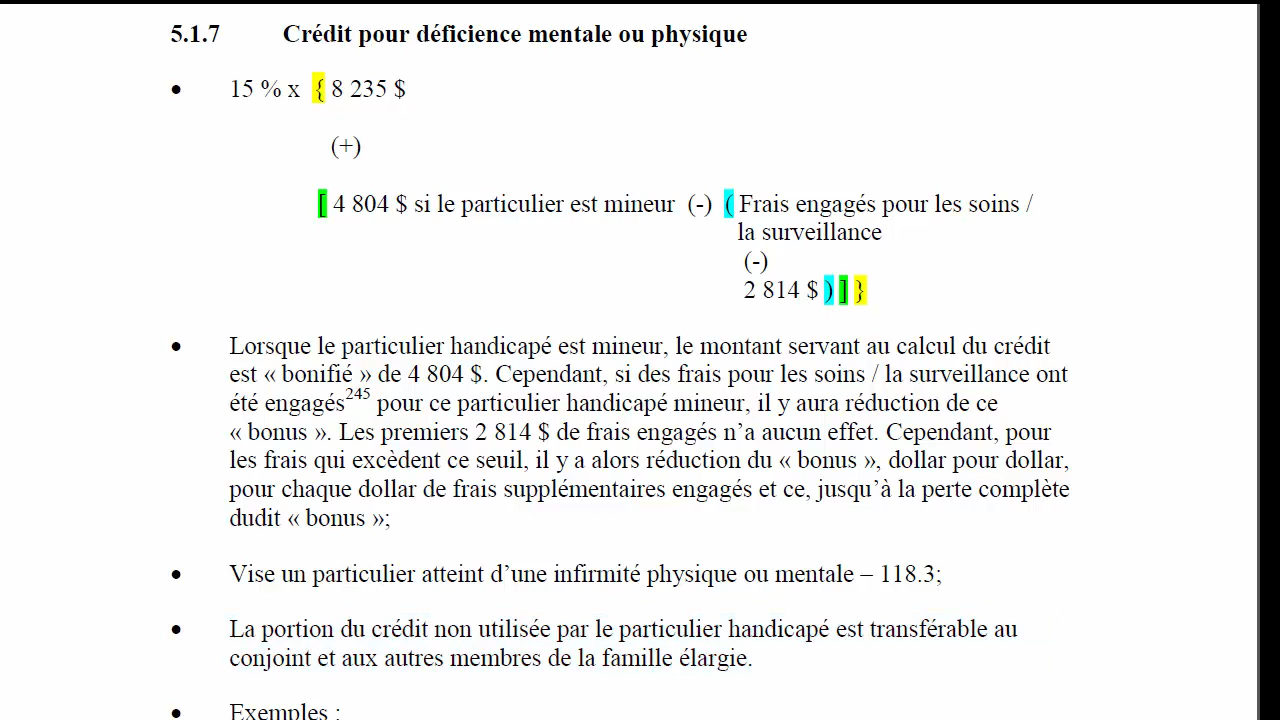 5.1.7 Crédit pour déficience mentale ou physique
• 15 % x { 8 235 $
(+)
[ 4 804 $ si le particulier est mineur (-) ( Frais engagés pour les soins /
la surveillance
(-)
2 814 $ ) ] }
• Lorsque le particulier handicapé est mineur, le montant servant au calcul du crédit
est « bonifié » de 4 804 $. Cependant, si des frais pour les soins / la surveillance ont
été engagés245 pour ce particulier handicapé mineur, il y aura réduction de ce
« bonus ». Les premiers 2 814 $ de frais engagés n’a aucun effet. Cependant, pour
les frais qui excèdent ce seuil, il y a alors réduction du « bonus », dollar pour dollar,
pour chaque dollar de frais supplémentaires engagés et ce, jusqu’à la perte complète
dudit « bonus »;
• Vise un particulier atteint d’une infirmité physique ou mentale – 118.3;
• La portion du crédit non utilisée par le particulier handicapé est transférable au
conjoint et aux autres membres de la famille élargie.
• Exemples :